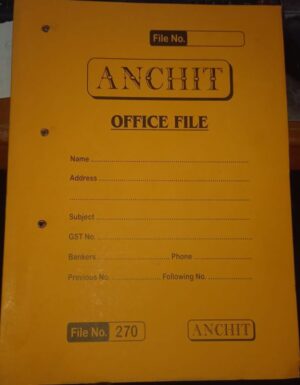 File No.
ANCHIT
OFFICE FILE
Name
Address
Subject
GST No.
Bankers Phone
Previous No. Following No.
File No. 270 ANCHIT